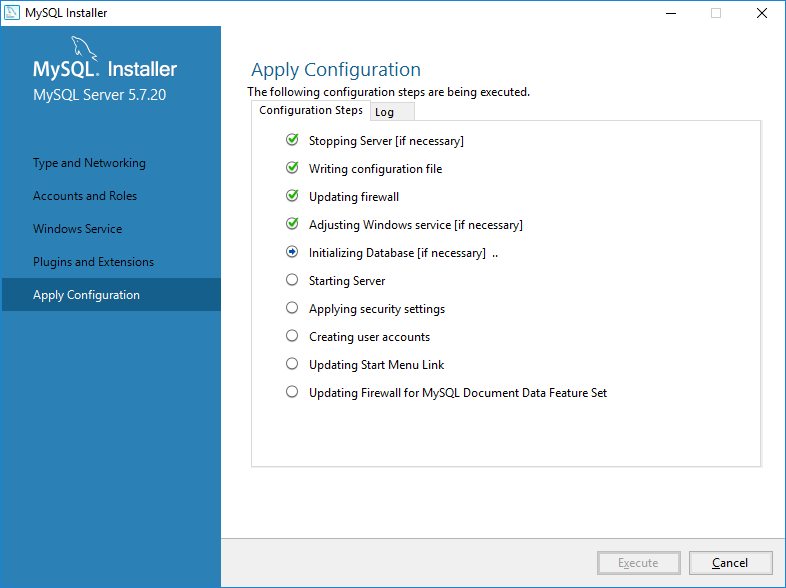 MySQL Installer
MySQL. Installer
MySQL Server 5.7.20
Type and Networking
Accounts and Roles
Windows Service
Plugins and Extensions
Apply Configuration
Apply Configuration
The following configuration steps are being executed.
Configuration Steps Log
Stopping Server [if necessary]
Writing configuration file
Updating firewall
Adjusting Windows service [if necessary]
Initializing Database [if necessary] ..
Starting Server
Applying security settings
Creating user accounts
Updating Start Menu Link
Updating Firewall for MySQL Document Data Feature Set
Execute Cancel